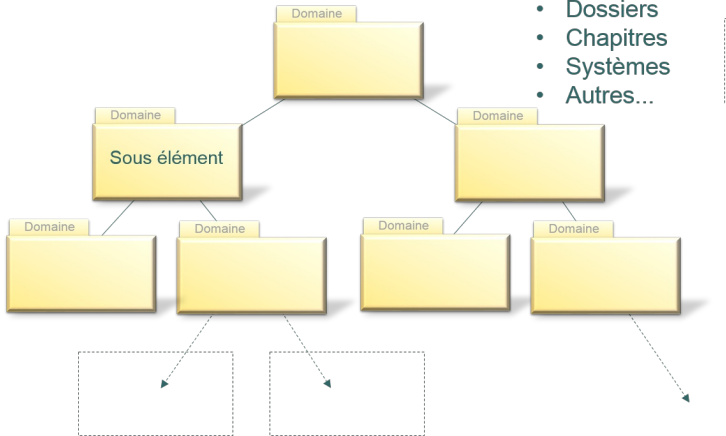 Domaine
• Dossiers
• Chapitres
• Systèmes
• Autres...
Domaine
Sous élément
Domaine
Domaine
Domaine
Domaine
Domaine